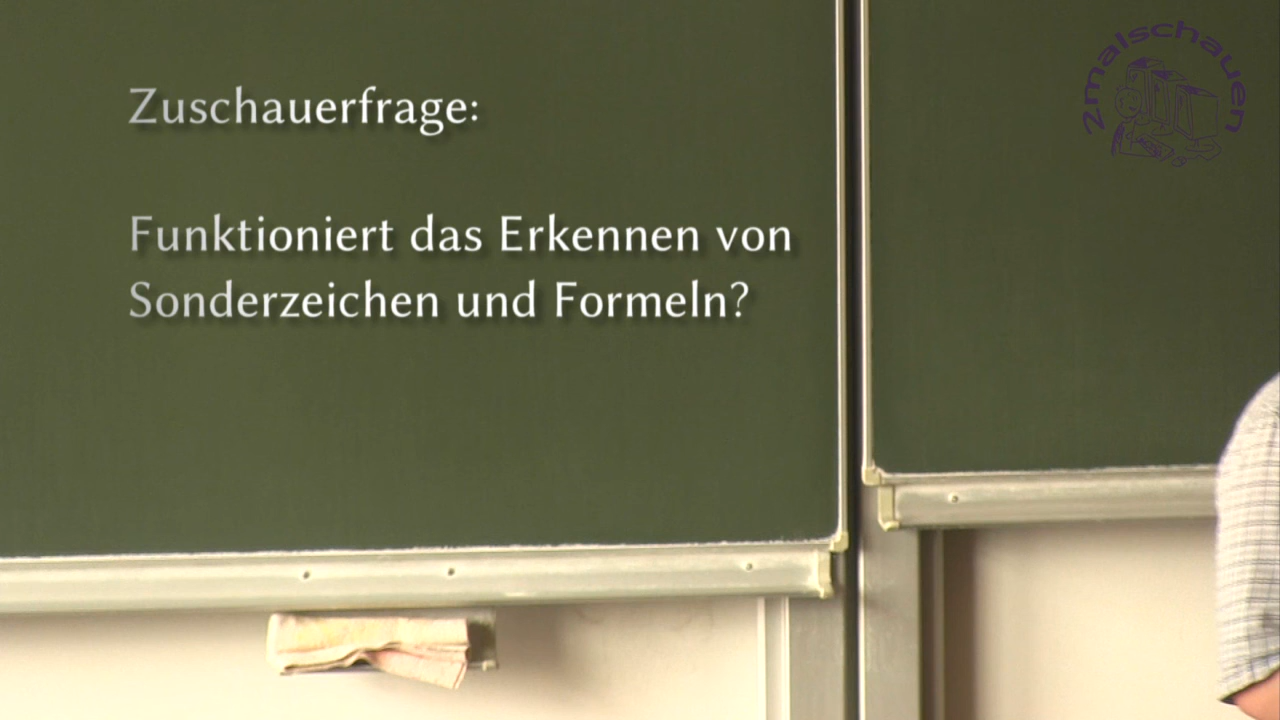 2malschauen
Zuschauerfrage:
Funktioniert das Erkennen von
Sonderzeichen und Formeln?